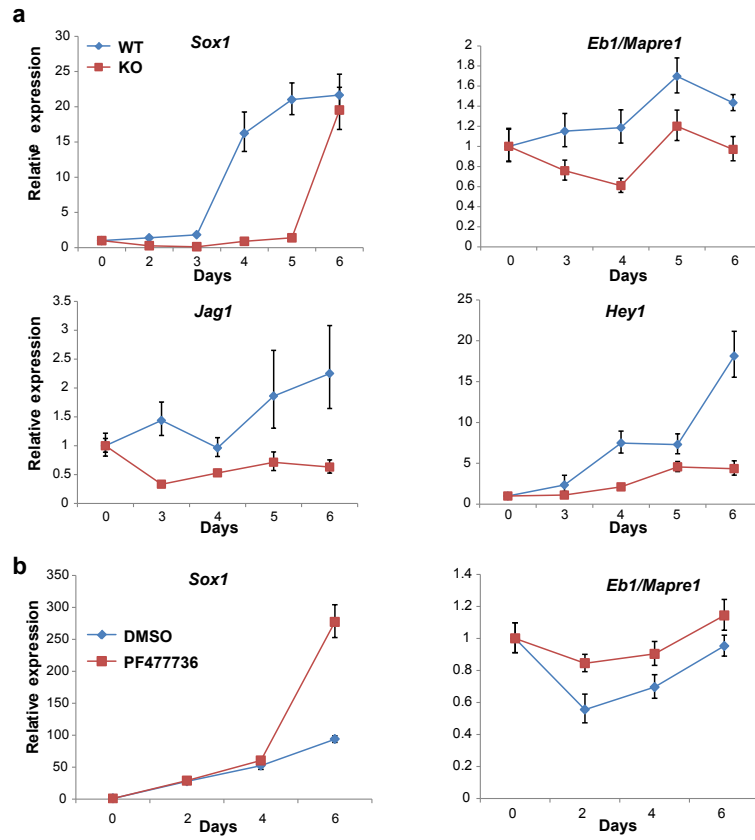 a
Sox1
WT
KO
Relative expression
30
25
20
15
10
5
0
0 2 3 4 5 6
Days
Eb1/Mapre1
2
1.8
1.6
1.4
1.2
1
0.8
0.6
0.4
0.2
0
0 3 4 5 6
Days
Jag1
Relative expression
3.5
3
2.5
2
1.5
1
0.5
0
0 3 4 5 6
Days
Hey1
25
20
15
10
5
0
0 3 4 5 6
Days
b
Sox1
DMSO
PF477736
Relative expression
350
300
250
200
150
100
50
0
0 2 4 6
Days
Eb1/Mapre1
1.4
1.2
1
0.8
0.6
0.4
0.2
0
0 2 4 6
Days